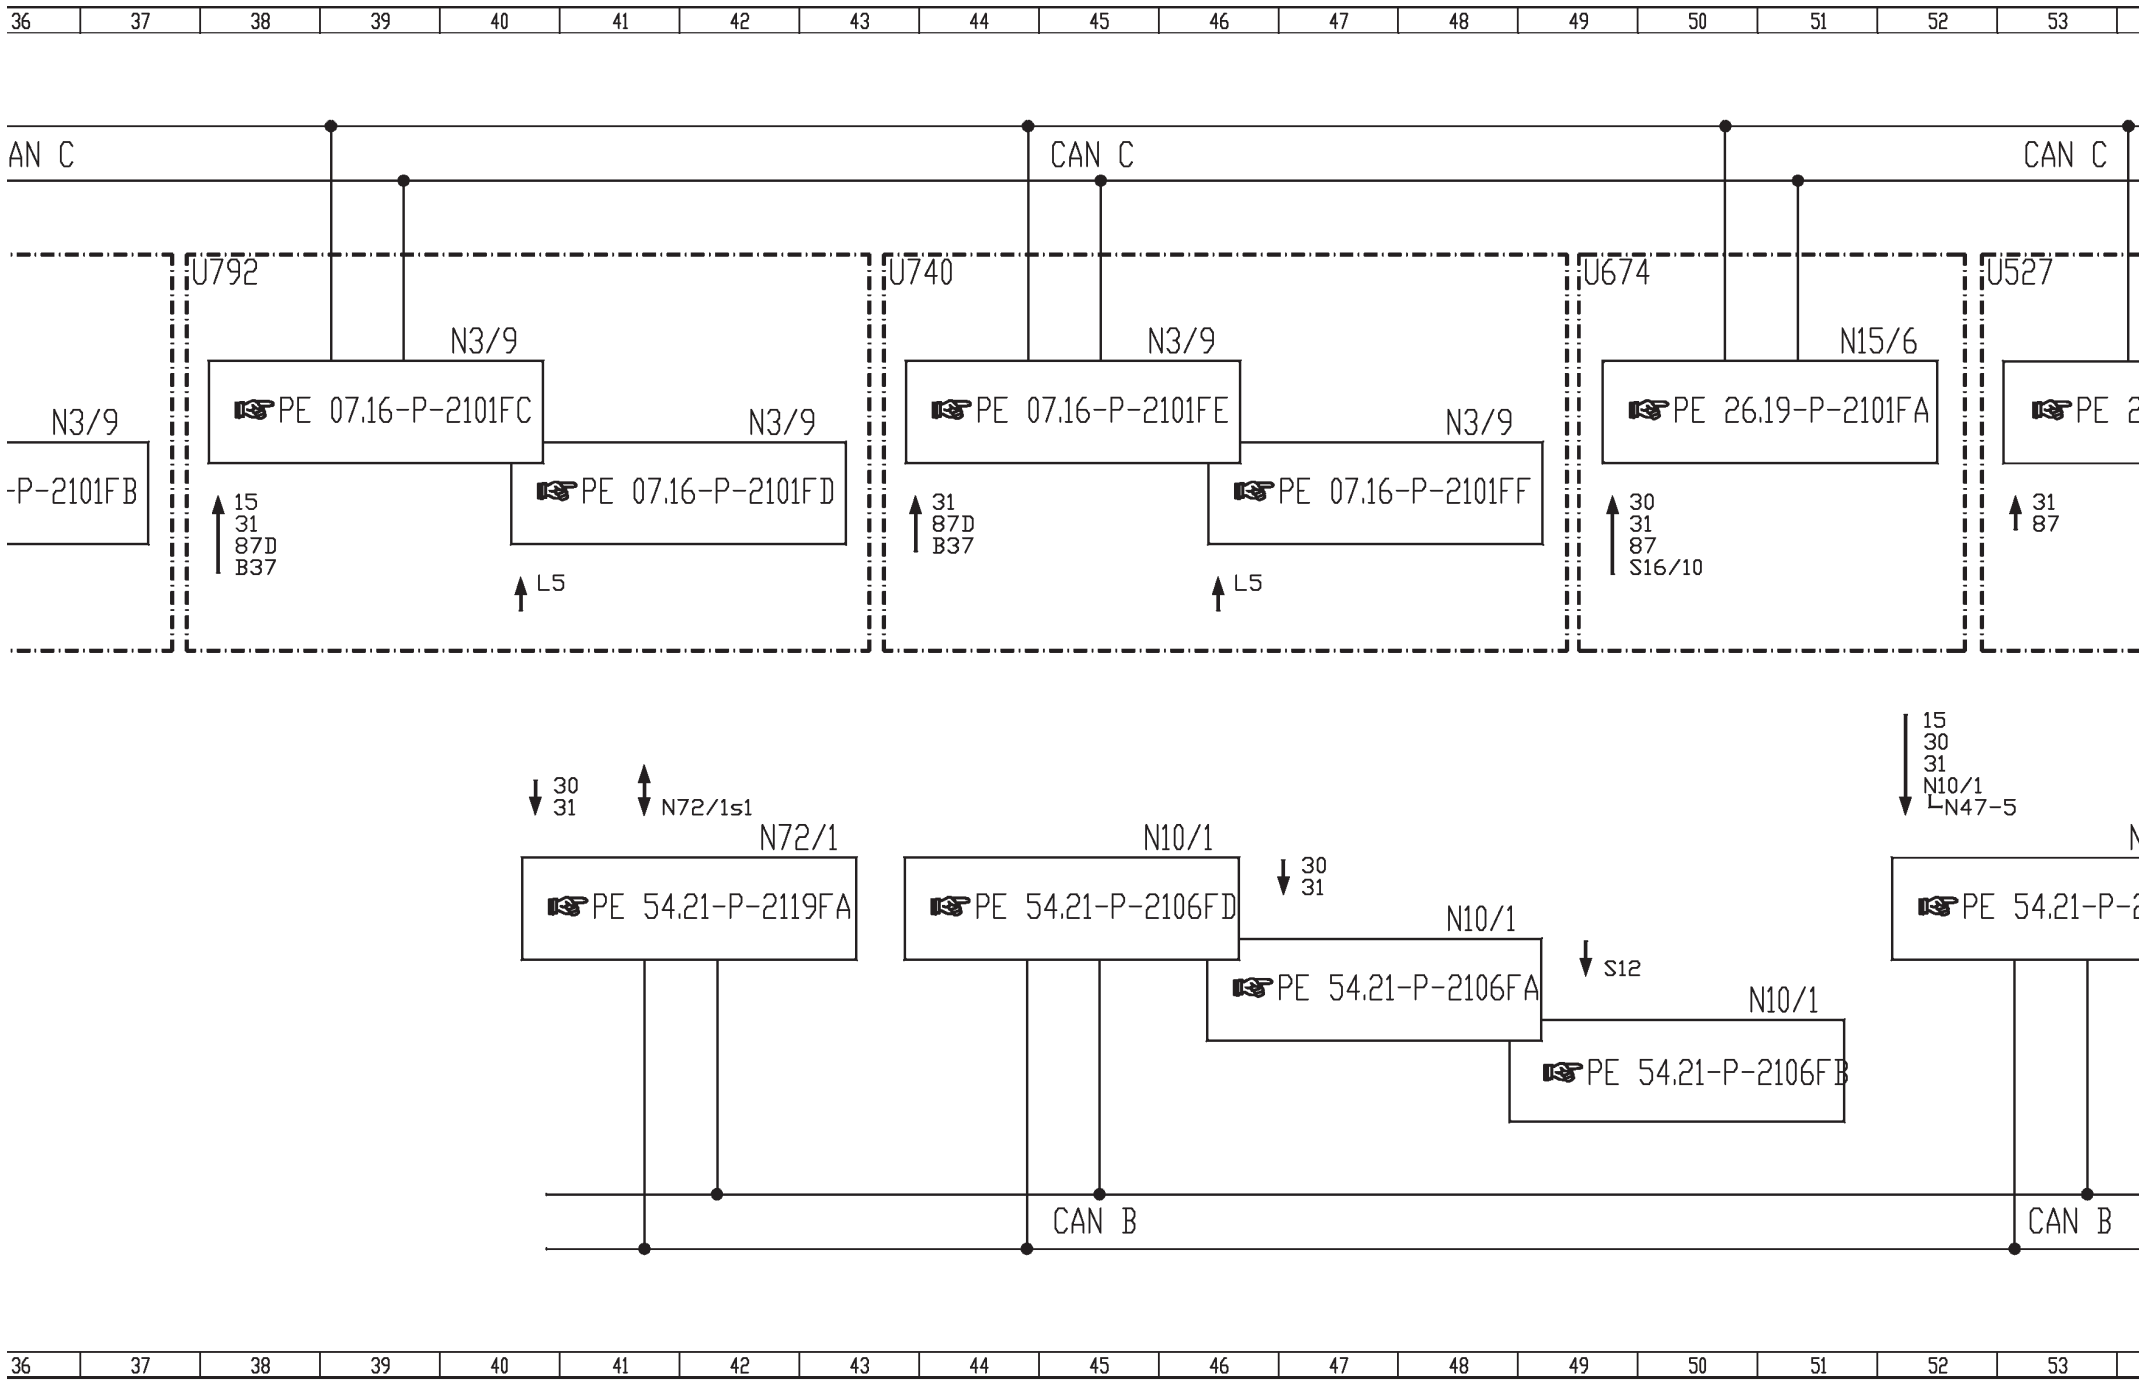 36 37 38 39 40 41 42 43 44 45 46 47 48 49 50 51 52 53
AN C CAN C CAN C
U792 U740 U674 U527
N3/9 N3/9 N15/6
PE 07.16-P-2101FC PE 07.16-P-2101FE PE 26.19-P-2101FA PE 2
N3/9 N3/9 N3/9
-P-2101FB PE 07.16-P-2101FD PE 07.16-P-2101FF
15 31 30 31
31 87D 31 87
87D B37 87
B37 S16/10
L5 L5
15
30
31
N10/1
N47-5
30
31 N72/1s1
N72/1 N10/1 N
PE 54.21-P-2119FA PE 54.21-P-2106FD PE 54.21-P-2
30
31
N10/1
PE 54.21-P-2106FA
S12
N10/1
PE 54.21-P-2106FB
CAN B CAN B
36 37 38 39 40 41 42 43 44 45 46 47 48 49 50 51 52 53